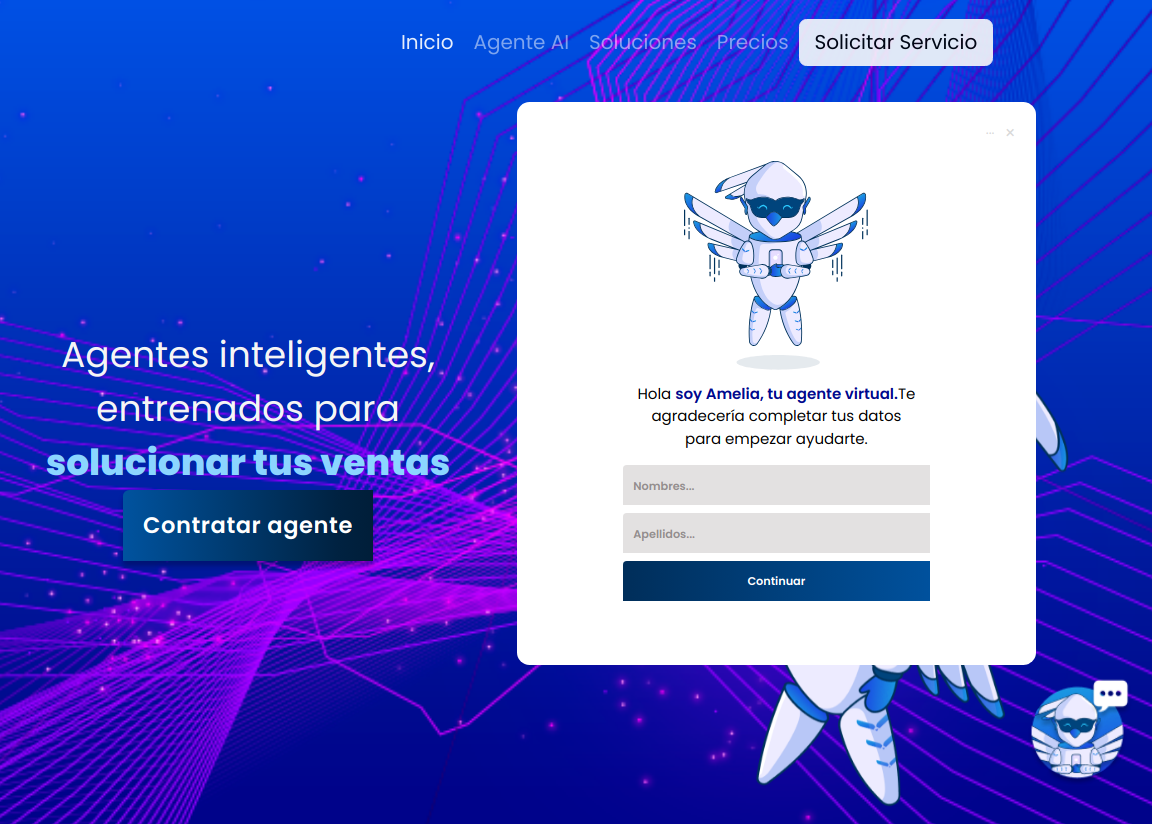 Inicio Agente AI Soluciones Precios Solicitar Servicio
Agentes inteligentes,
entrenados para
solucionar tus ventas
Contratar agente
Hola soy Amelia, tu agente virtual.Te
agradecería completar tus datos
para empezar ayudarte.
Nombres...
Apellidos...
Continuar